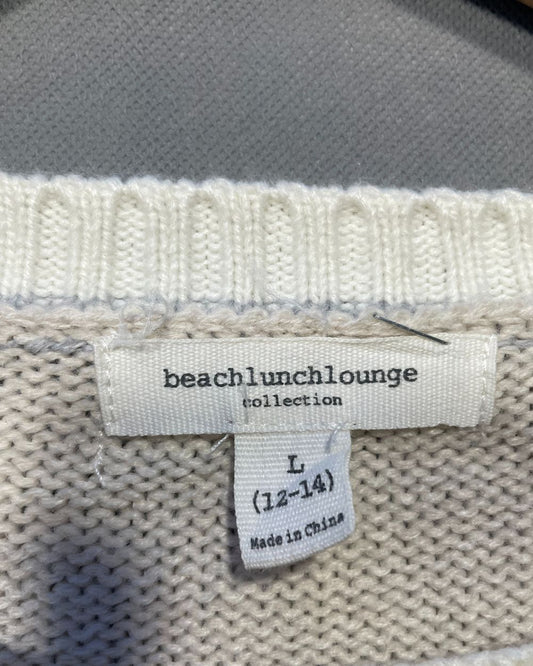 beachlunchlounge
collection
L
(12-14)
Made in China